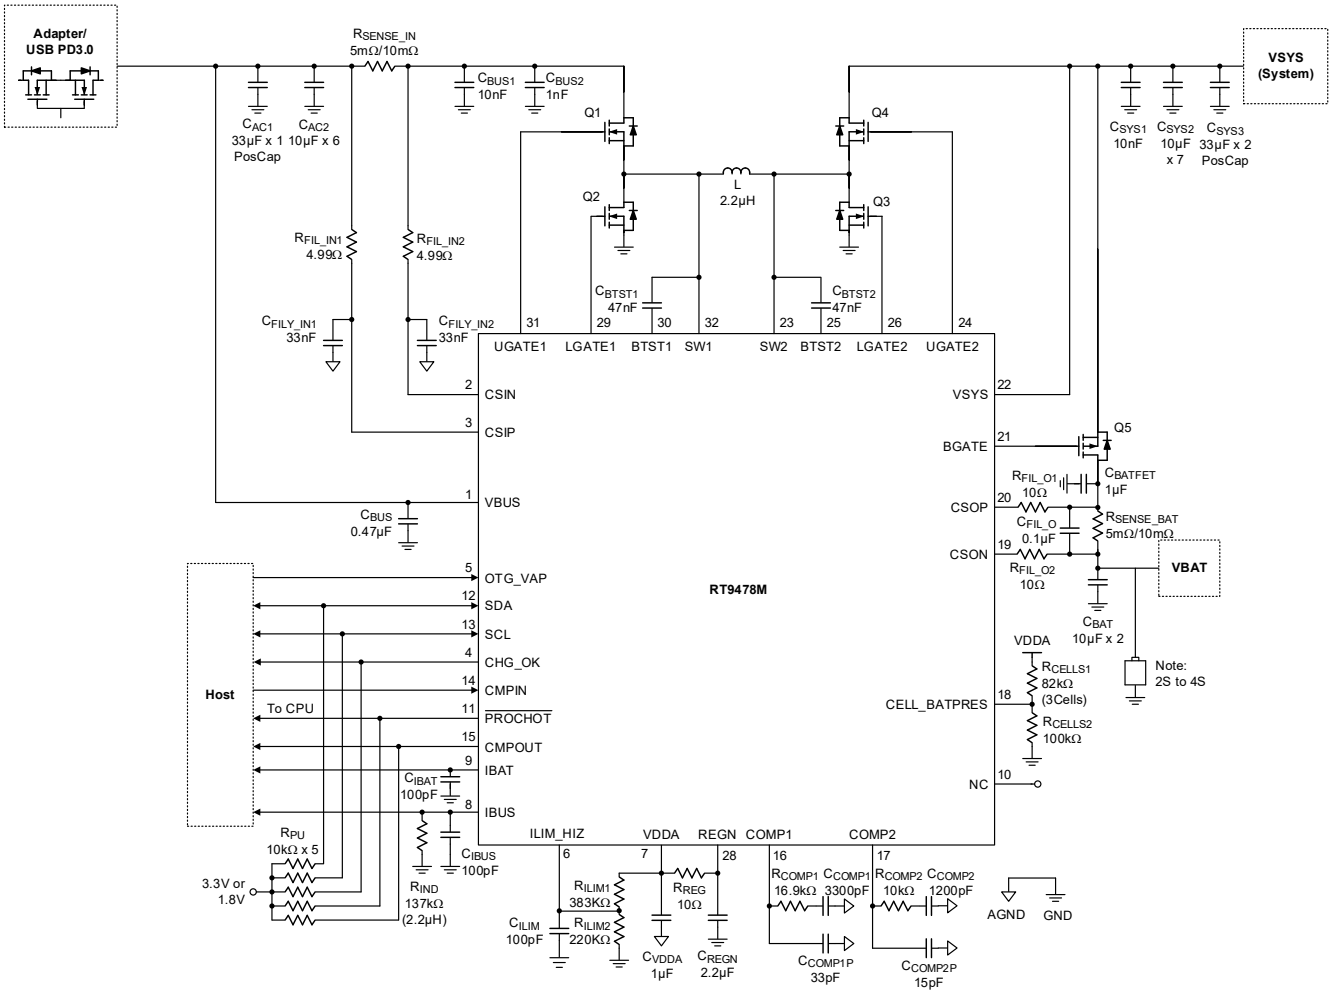 Adapter/
USB PD3.0
RSENSE_IN
5mΩ/10mΩ
CAC1
33µF x 1
PosCap
CAC2
10µF x 6
CBUS1
10nF
CBUS2
1nF
Q1
Q2
L
2.2µH
Q4
Q3
CSYS1
10nF
CSYS2
10µF
x 7
CSYS3
33µF x 2
PosCap
VSYS
(System)
RFIL_IN1
4.99Ω
RFIL_IN2
4.99Ω
CFILY_IN1
33nF
CFILY_IN2
33nF
CBTST1
47nF
CBTST2
47nF
31
29
30
32
23
25
26
24
UGATE1
LGATE1
BTST1
SW1
SW2
BTST2
LGATE2
UGATE2
2
CSIN
3
CSIP
1
VBUS
CBUS
0.47µF
VSYS
22
BGATE
21
Q5
CBATFET
1µF
RFIL_O1
10Ω
CSOP
20
CFIL_O
0.1µF
RSENSE_BAT
5mΩ/10mΩ
CSON
19
RFIL_O2
10Ω
VBAT
CBAT
10µF x 2
Note:
2S to 4S
RT9478M
Host
5
OTG_VAP
12
SDA
13
SCL
4
CHG_OK
14
CMPIN
To CPU
11
PROCHOT
15
CMPOUT
9
IBAT
CIBAT
100pF
8
IBUS
VDDA
RCELLS1
82kΩ
(3Cells)
CELL_BATPRES
18
RCELLS2
100kΩ
NC
10
RPU
10kΩ x 5
3.3V or
1.8V
RIND
137kΩ
(2.2µH)
CIBUS
100pF
ILIM_HIZ
VDDA
REGN
COMP1
COMP2
6
7
28
16
17
RILIM1
383KΩ
RILIM2
220KΩ
CILIM
100pF
RREG
10Ω
CVDDA
1µF
CREGN
2.2µF
RCOMP1
16.9kΩ
CCOMP1
3300pF
RCOMP2
10kΩ
CCOMP2
1200pF
CCOMP1P
33pF
CCOMP2P
15pF
AGND
GND